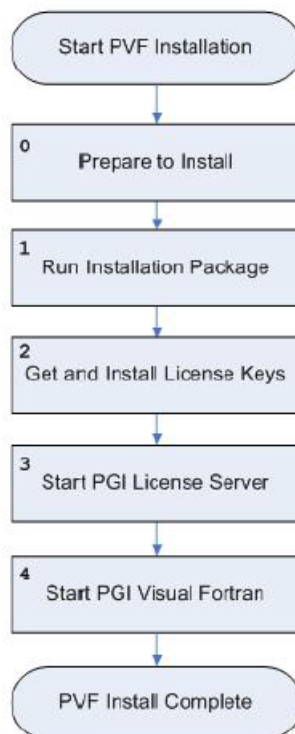 Start PVF Installation
0
Prepare to Install
1
Run Installation Package
2
Get and Install License Keys
3
Start PGI License Server
4
Start PGI Visual Fortran
PVF Install Complete